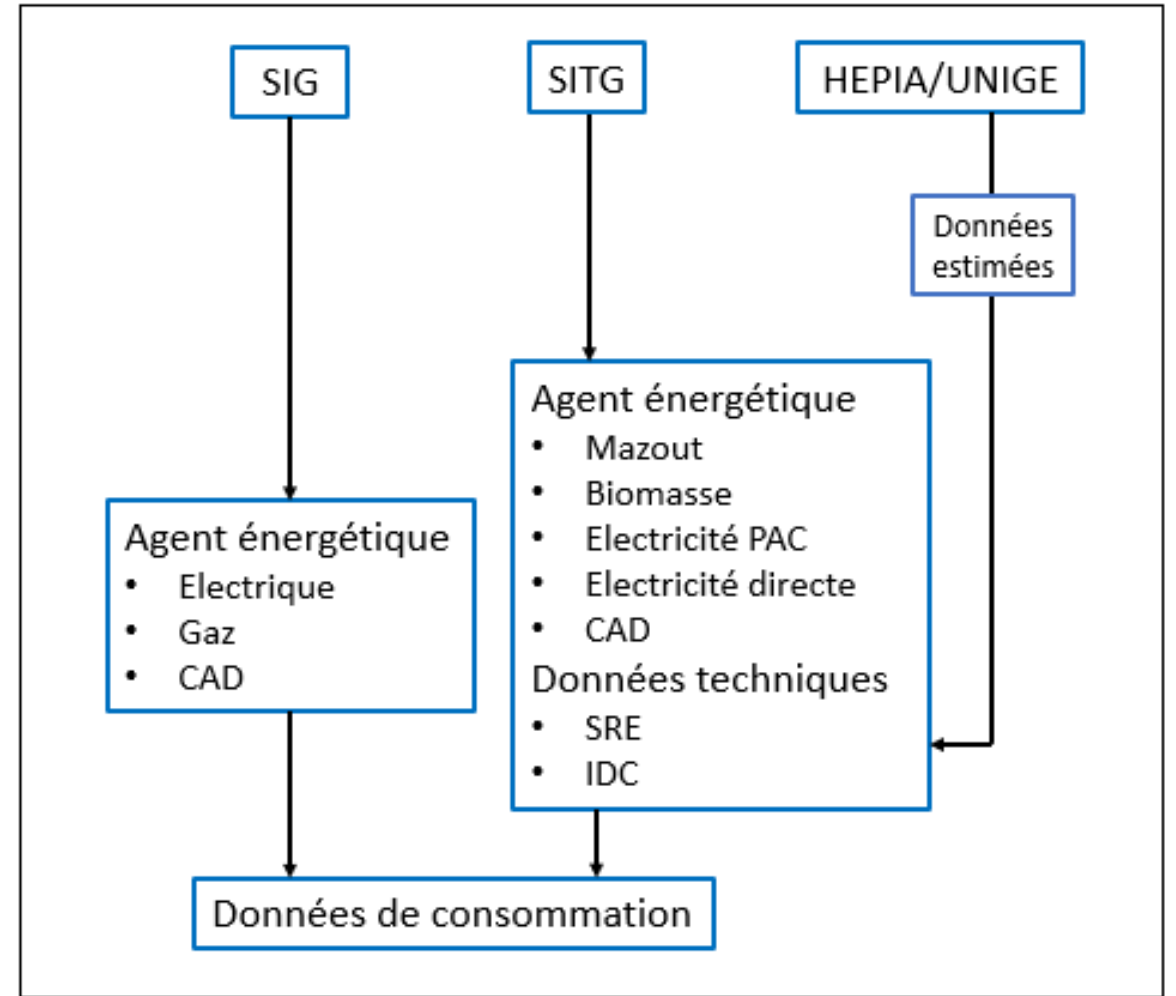 SIG
SITG
HEPIA/UNIGE
Données
estimées
Agent énergétique
• Mazout
• Biomasse
• Electricité PAC
• Electricité directe
• CAD
Données techniques
• SRE
• IDC
Agent énergétique
• Electrique
• Gaz
• CAD
Données de consommation